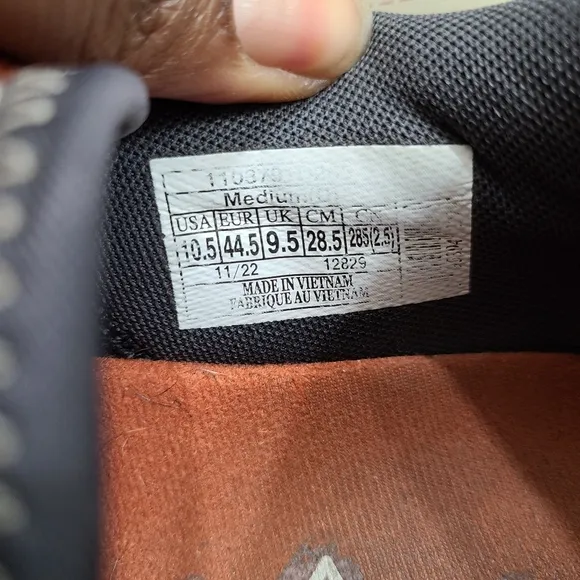 Medium
USA EUR UK CM
10.5 44.5 9.5 28.5 285(2.5)
11/22 12829
MADE IN VIETNAM
FABRIQUE AU VIETNAM